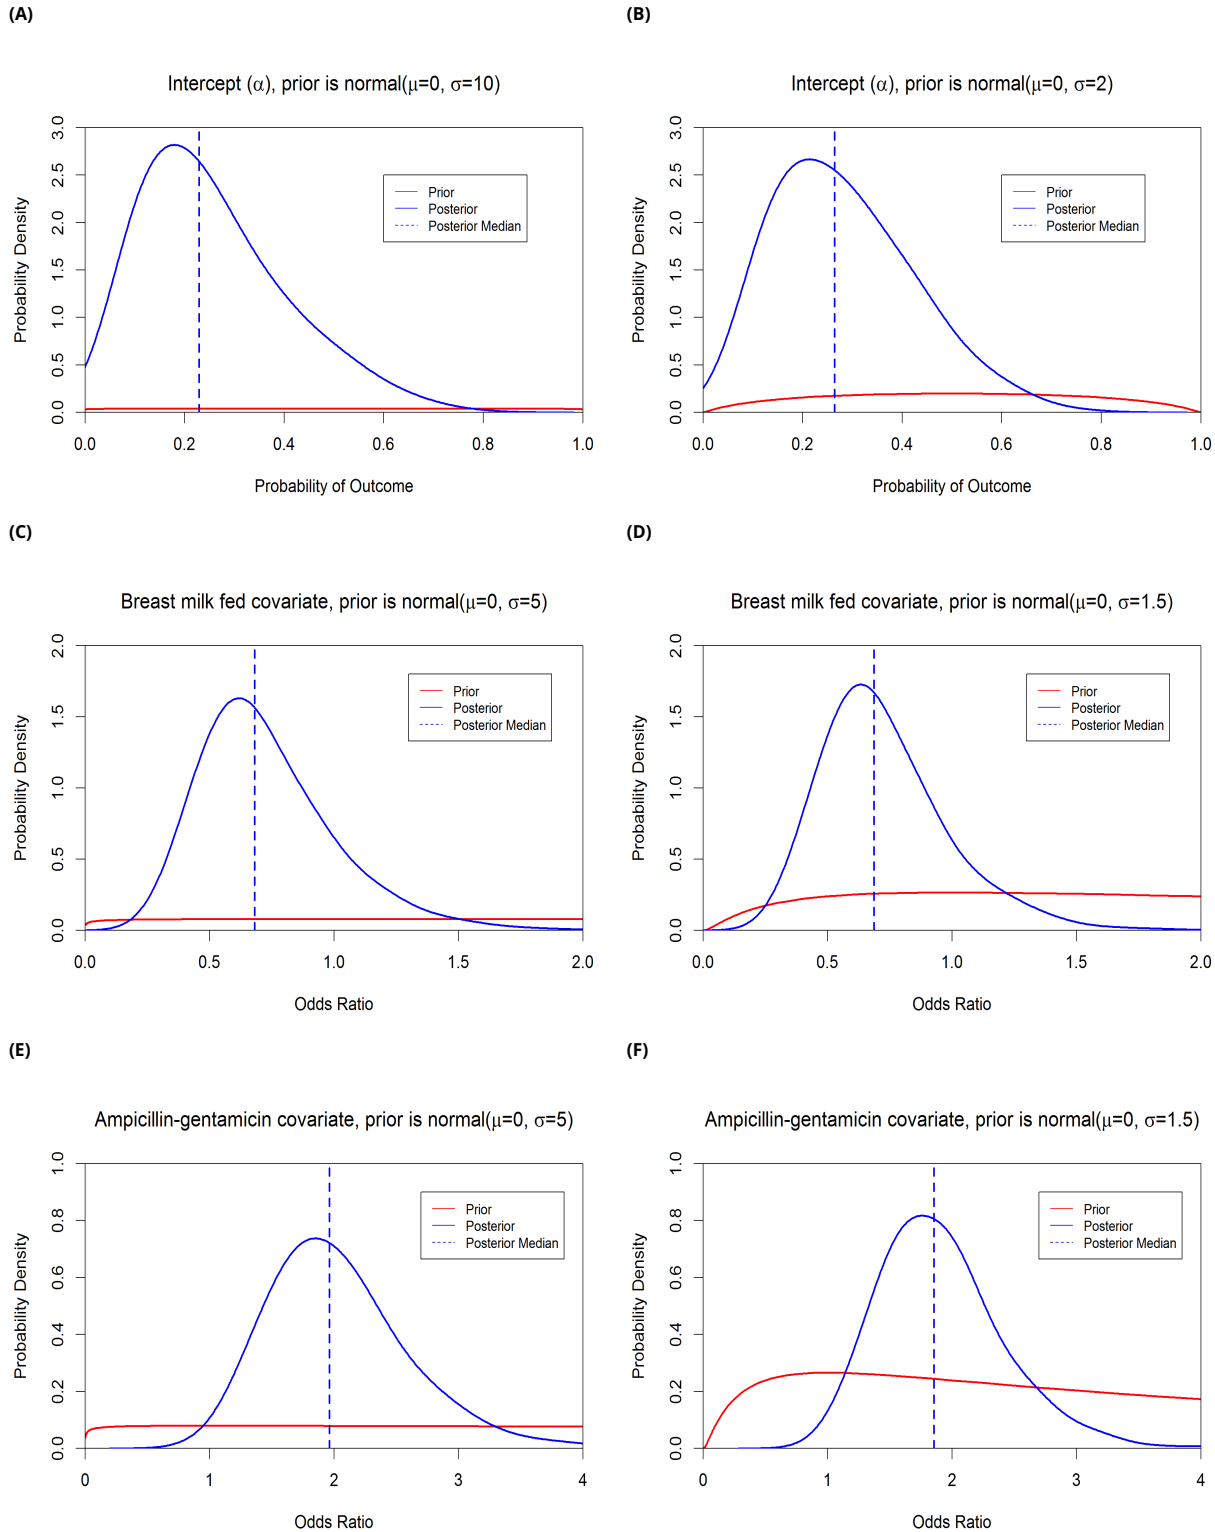 (A)
Intercept (α), prior is normal(μ=0, σ=10)
Probability Density
0.0 0.5 1.0 1.5 2.0 2.5 3.0
Prior
Posterior
Posterior Median
0.0 0.2 0.4 0.6 0.8 1.0
Probability of Outcome
(B)
Intercept (α), prior is normal(μ=0, σ=2)
Probability Density
0.0 0.5 1.0 1.5 2.0 2.5 3.0
Prior
Posterior
Posterior Median
0.0 0.2 0.4 0.6 0.8 1.0
Probability of Outcome
(C)
Breast milk fed covariate, prior is normal(μ=0, σ=5)
Probability Density
0.0 0.5 1.0 1.5 2.0
Prior
Posterior
Posterior Median
0.0 0.5 1.0 1.5 2.0
Odds Ratio
(D)
Breast milk fed covariate, prior is normal(μ=0, σ=1.5)
Probability Density
0.0 0.5 1.0 1.5 2.0
Prior
Posterior
Posterior Median
0.0 0.5 1.0 1.5 2.0
Odds Ratio
(E)
Ampicillin-gentamicin covariate, prior is normal(μ=0, σ=5)
Probability Density
0.0 0.2 0.4 0.6 0.8 1.0
Prior
Posterior
Posterior Median
0 1 2 3 4
Odds Ratio
(F)
Ampicillin-gentamicin covariate, prior is normal(μ=0, σ=1.5)
Probability Density
0.0 0.2 0.4 0.6 0.8 1.0
Prior
Posterior
Posterior Median
0 1 2 3 4
Odds Ratio